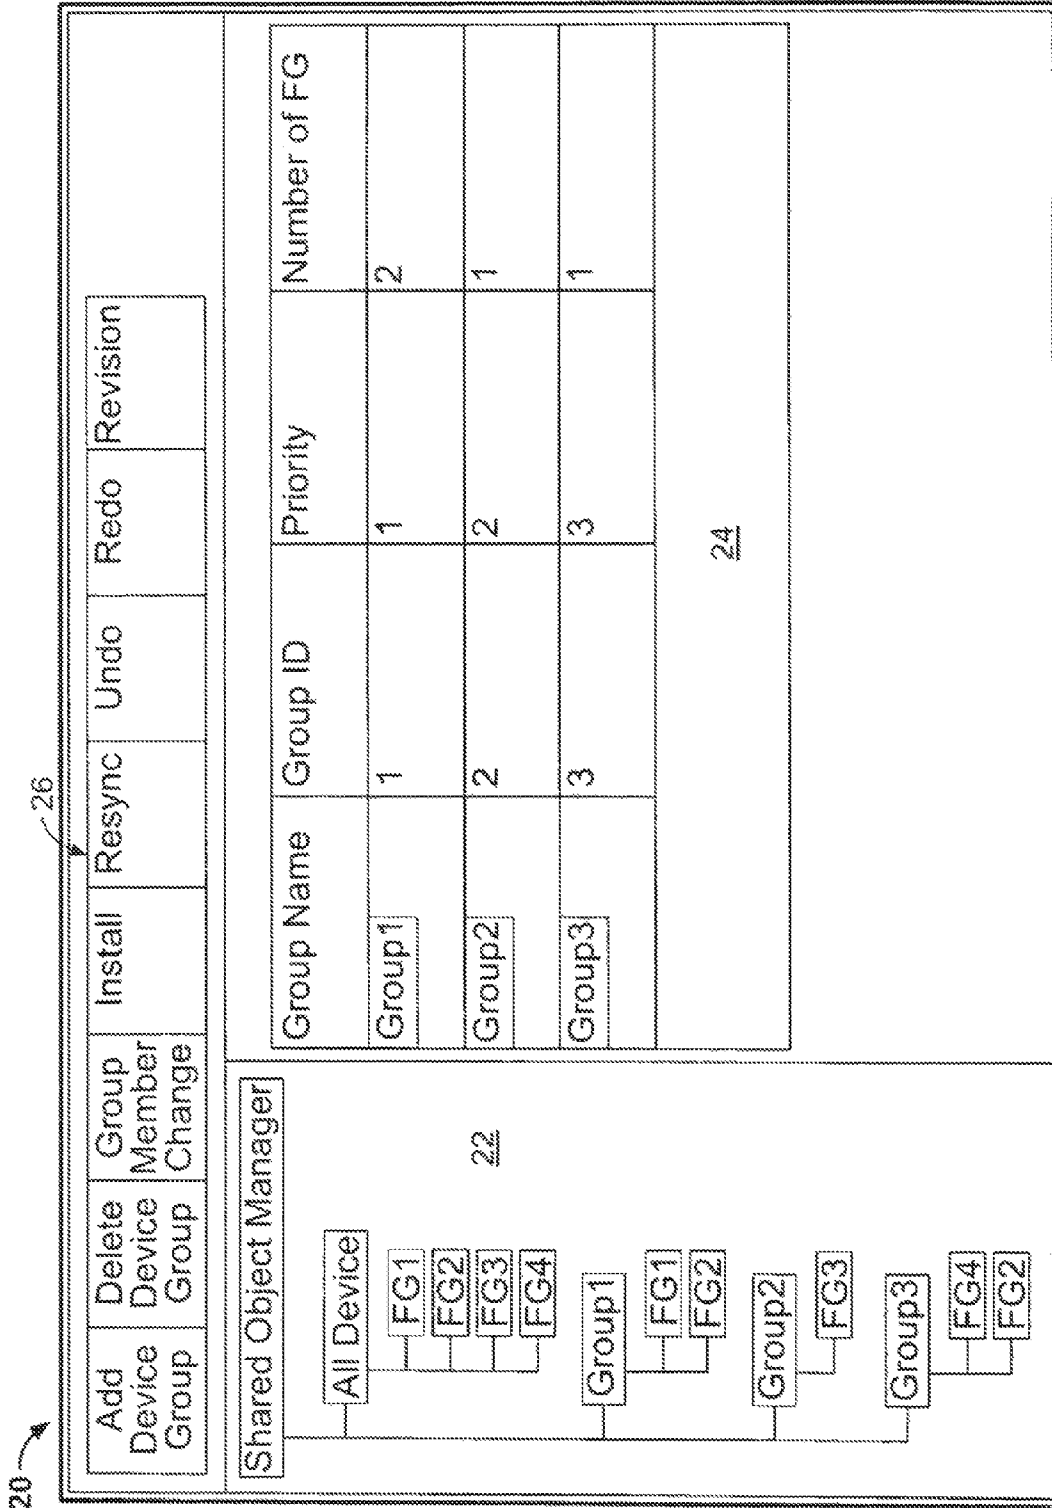 20
26
Add Device Group
Delete Device Group
Group Member Change
Install
Resync
Undo
Redo
Revision
Shared Object Manager
All Device
FG1
FG2
FG3
FG4
Group1
FG1
FG2
Group2
FG3
Group3
FG4
FG2
22
Group Name Group ID Priority Number of FG
Group1 1 1 2
Group2 2 2 1
Group3 3 3 1
24